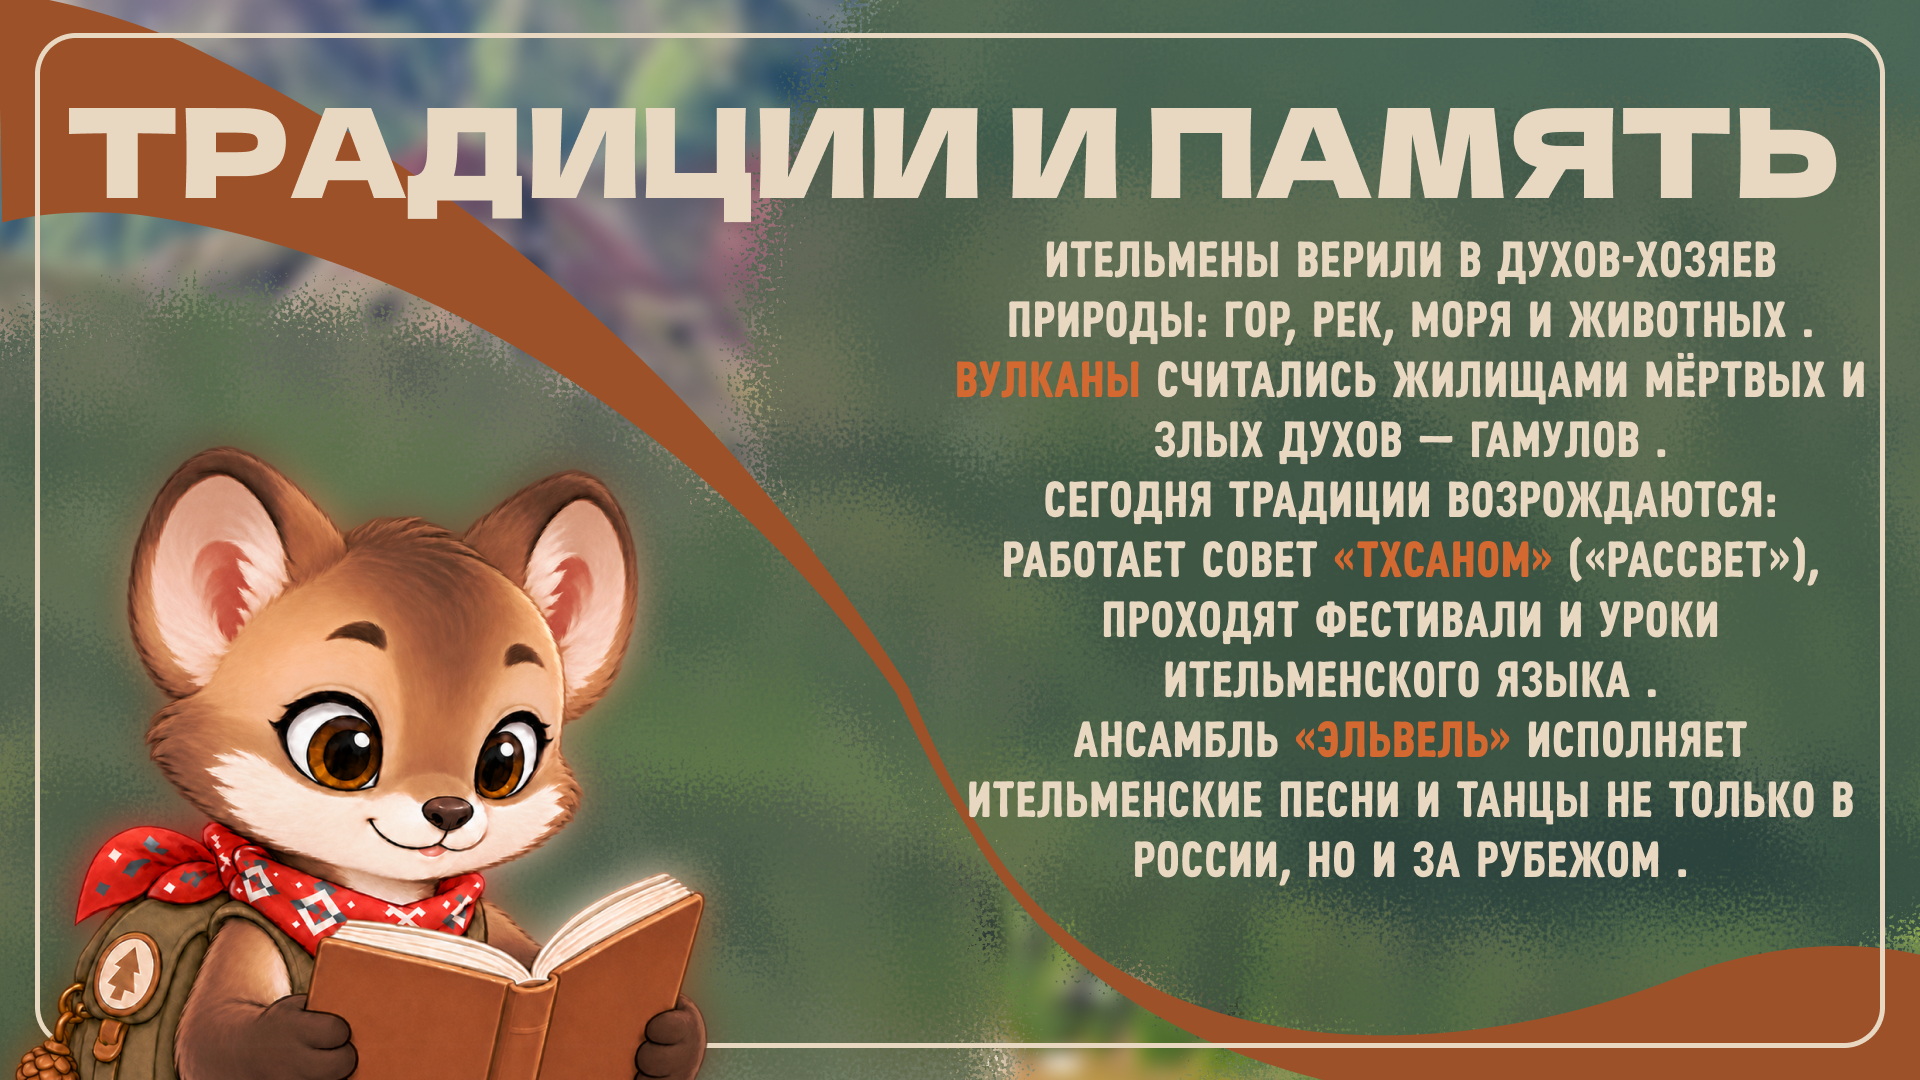 ТРАДИЦИИ И ПАМЯТЬ
ИТЕЛЬМЕНЫ ВЕРИЛИ В ДУХОВ-ХОЗЯЕВ
ПРИРОДЫ: ГОР, РЕК, МОРЯ И ЖИВОТНЫХ .
ВУЛКАНЫ СЧИТАЛИСЬ ЖИЛИЩАМИ МЁРТВЫХ И
ЗЛЫХ ДУХОВ — ГАМУЛОВ .
СЕГОДНЯ ТРАДИЦИИ ВОЗРОЖДАЮТСЯ:
РАБОТАЕТ СОВЕТ «ТХСАНОМ» («РАССВЕТ»),
ПРОХОДЯТ ФЕСТИВАЛИ И УРОКИ
ИТЕЛЬМЕНСКОГО ЯЗЫКА .
АНСАМБЛЬ «ЭЛЬВЕЛЬ» ИСПОЛНЯЕТ
ИТЕЛЬМЕНСКИЕ ПЕСНИ И ТАНЦЫ НЕ ТОЛЬКО В
РОССИИ, НО И ЗА РУБЕЖОМ .